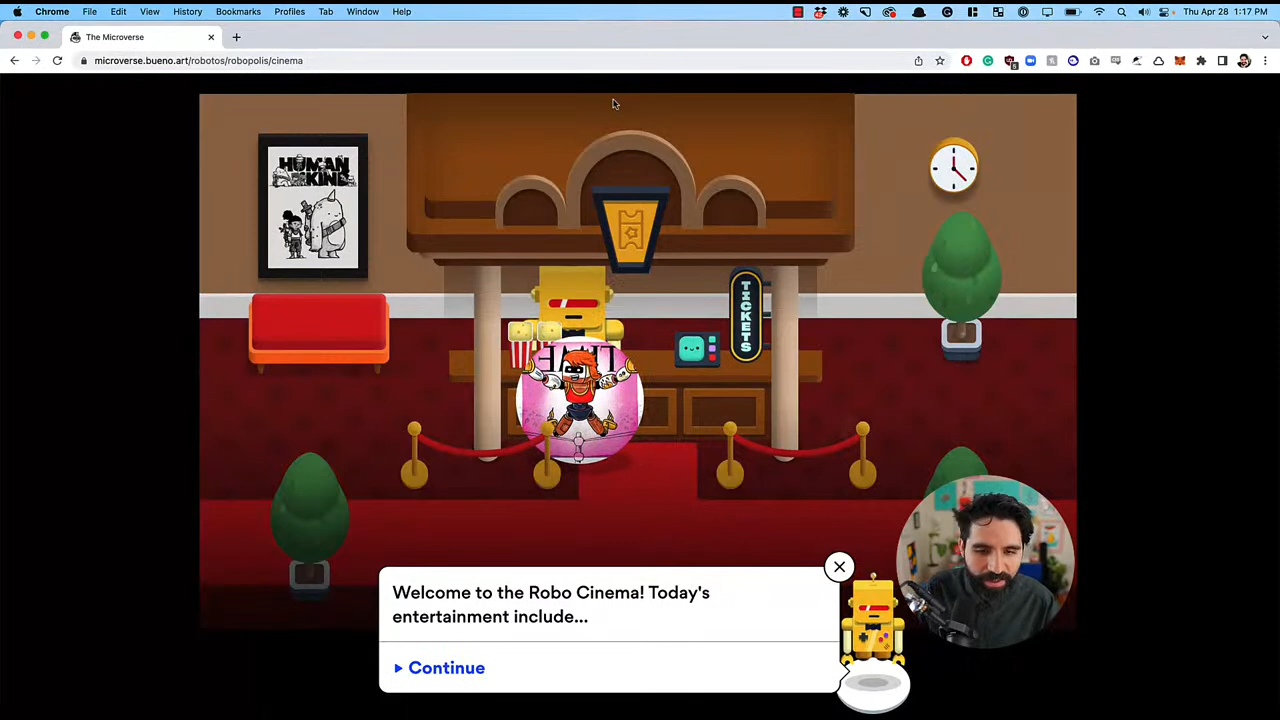 Chrome File Edit View History Bookmarks Profiles Tab Window Help
Thu Apr 28 1:17 PM
The Microverse
microverse.bueno.art/robotos/robopolis/cinema
HUMAN
KIND
TICKETS
Welcome to the Robo Cinema! Today's
entertainment include...
Continue